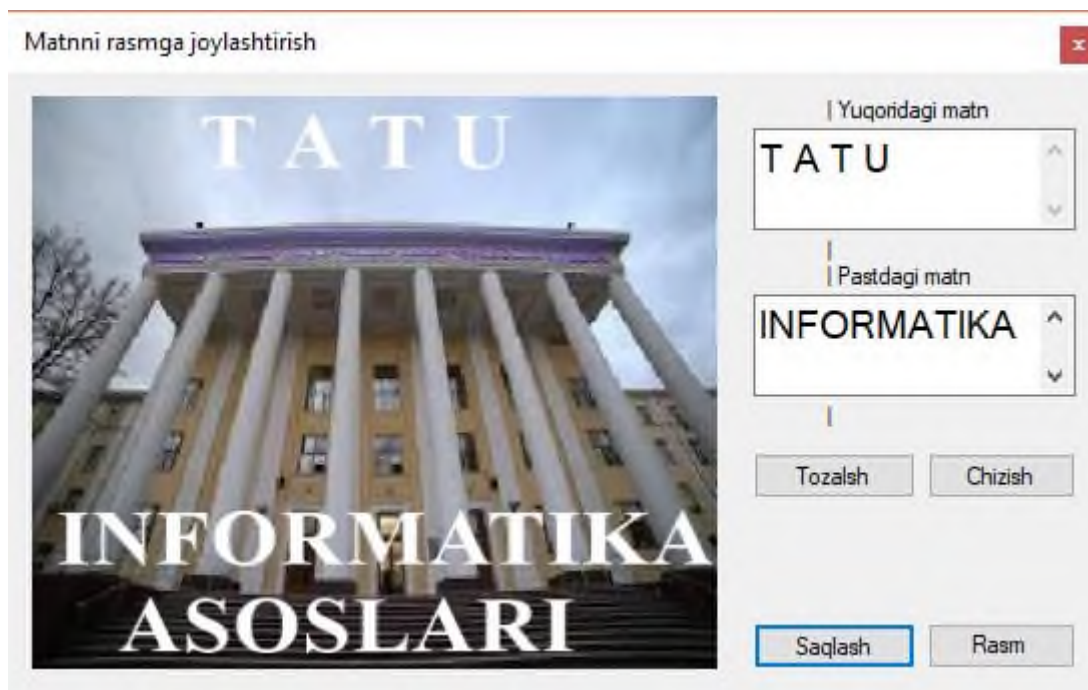 Matnni rasmga joylashtirish
T A T U
INFORMATIKA
ASOSLARI
Yuqoridagi matn
T A T U
Pastdagi matn
INFORMATIKA
Tozalsh
Chizish
Saqlash
Rasm